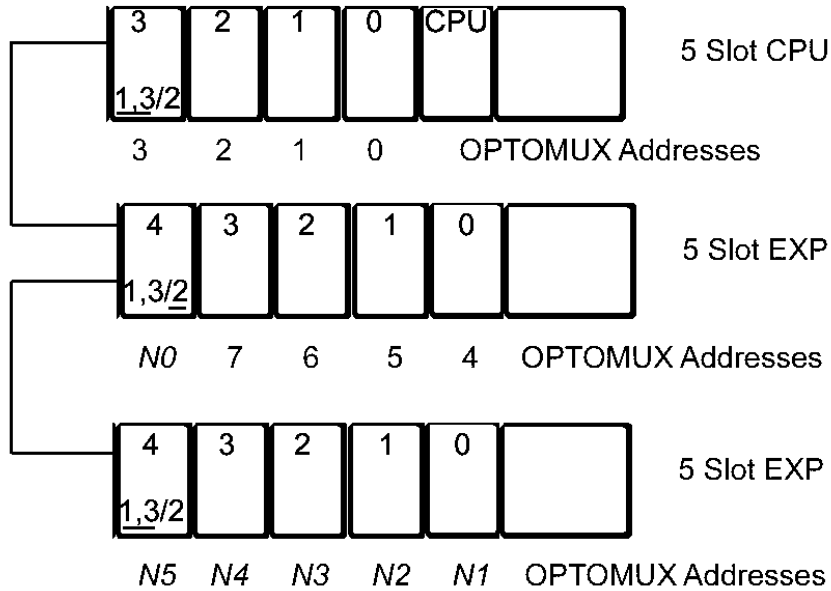 3 2 1 0 CPU
5 Slot CPU
1,3/2
3 2 1 0 OPTOMUX Addresses
4 3 2 1 0
5 Slot EXP
1,3/2
N0 7 6 5 4 OPTOMUX Addresses
4 3 2 1 0
5 Slot EXP
1,3/2
N5 N4 N3 N2 N1 OPTOMUX Addresses